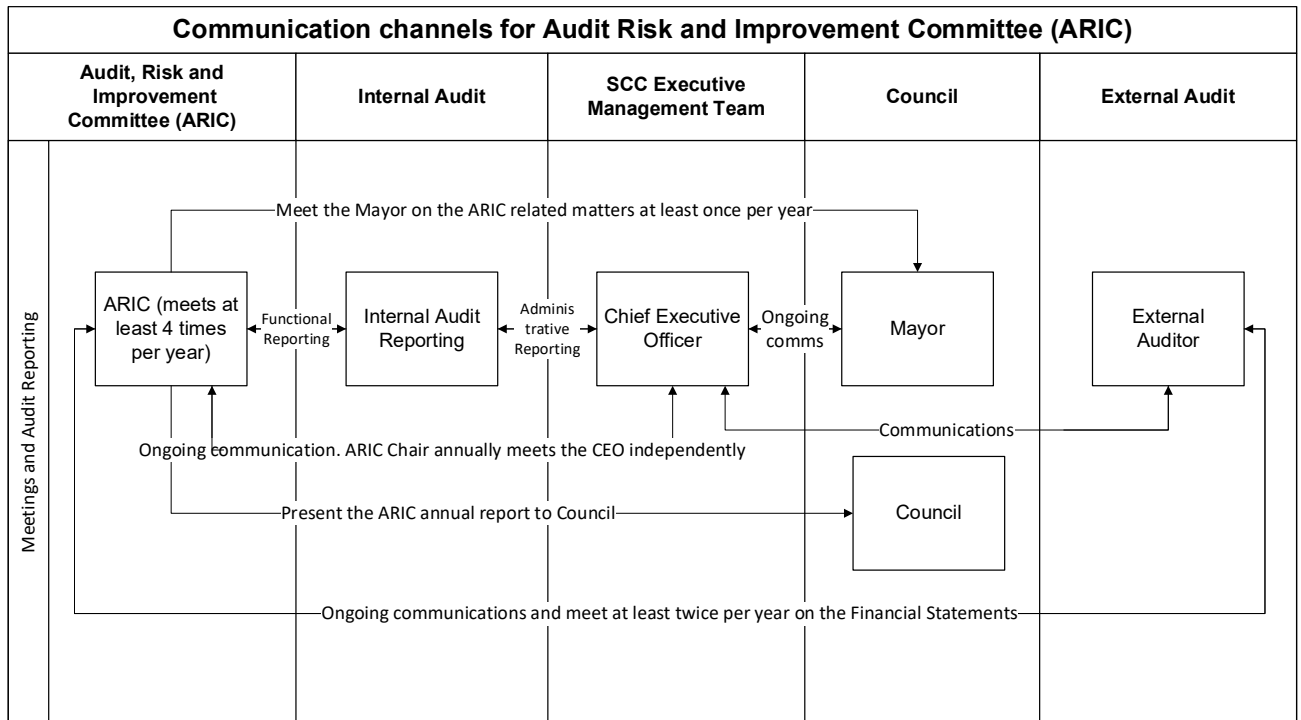 Communication channels for Audit Risk and Improvement Committee (ARIC)
Audit, Risk and
Improvement
Committee (ARIC)
Internal Audit
SCC Executive
Management Team
Council
External Audit
Meetings and Audit Reporting
Meet the Mayor on the ARIC related matters at least once per year
ARIC (meets at
least 4 times
per year)
Functional
Reporting
Internal Audit
Reporting
Adminis
trative
Reporting
Chief Executive
Officer
Ongoing
comms
Mayor
External
Auditor
Communications
Ongoing communication. ARIC Chair annually meets the CEO independently
Present the ARIC annual report to Council
Council
Ongoing communications and meet at least twice per year on the Financial Statements